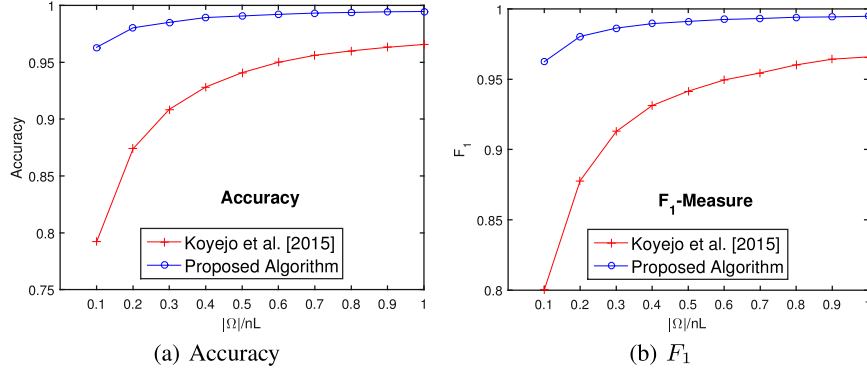 1
0.95
0.9
0.85
0.8
0.75
Accuracy
Accuracy
Koyejo et al. [2015]
Proposed Algorithm
0.1 0.2 0.3 0.4 0.5 0.6 0.7 0.8 0.9 1
|Ω|/nL
(a) Accuracy
1
0.95
0.9
0.85
0.8
F1
F1-Measure
Koyejo et al. [2015]
Proposed Algorithm
0.1 0.2 0.3 0.4 0.5 0.6 0.7 0.8 0.9 1
|Ω|/nL
(b) F1